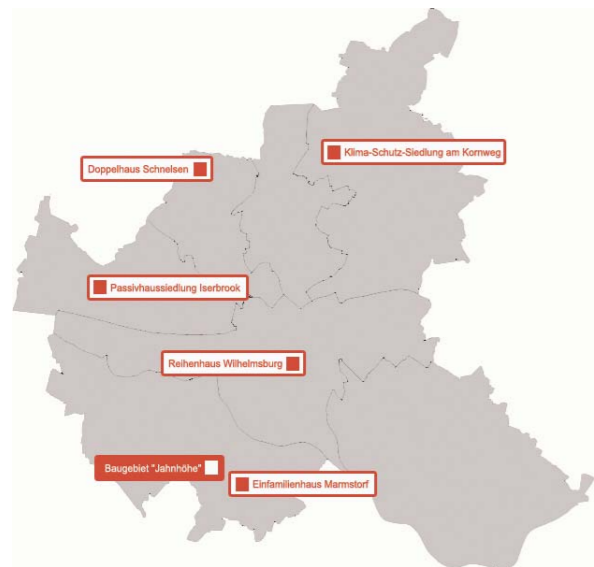 Klima-Schutz-Siedlung am Kornweg
Doppelhaus Schnelsen
Passivhaussiedlung Iserbrook
Reihenhaus Wilhelmsburg
Baugebiet "Jahnhöhe"
Einfamilienhaus Marmstorf